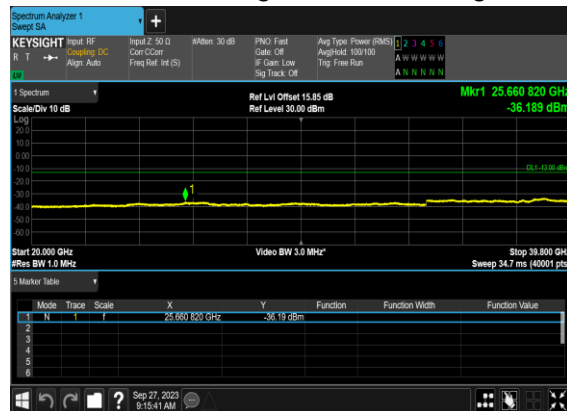 Spectrum Analyzer 1
Swept SA
+
KEYSIGHT Input: RF Input Z: 50 Ω #Atten: 30 dB PNO: Fast Avg Type: Power (RMS) 1 2 3 4 5 6
R T Coupling: DC Corr CCorr Gate: Off Avg|Hold: 100/100 A W W W W W
Align: Auto Freq Ref: Int (S) IF Gain: Low Trig: Free Run
LXI Sig Track: Off A N N N N N
1 Spectrum Ref Lvl Offset 15.85 dB Mkr1 25.660 820 GHz
Scale/Div 10 dB Ref Level 30.00 dBm -36.189 dBm
Log
20.0
10.0
0.00
-10.0
DL1 -13.00 dBm
-20.0
-30.0
1
-40.0
-50.0
-60.0
Start 20.000 GHz Video BW 3.0 MHz* Stop 39.800 GHz
#Res BW 1.0 MHz Sweep 34.7 ms (40001 pts)
5 Marker Table
Mode Trace Scale X Y Function Function Width Function Value
1 N 1 f 25.660 820 GHz -36.19 dBm
2
3
4
5
6
? Sep 27, 2023
9:15:41 AM